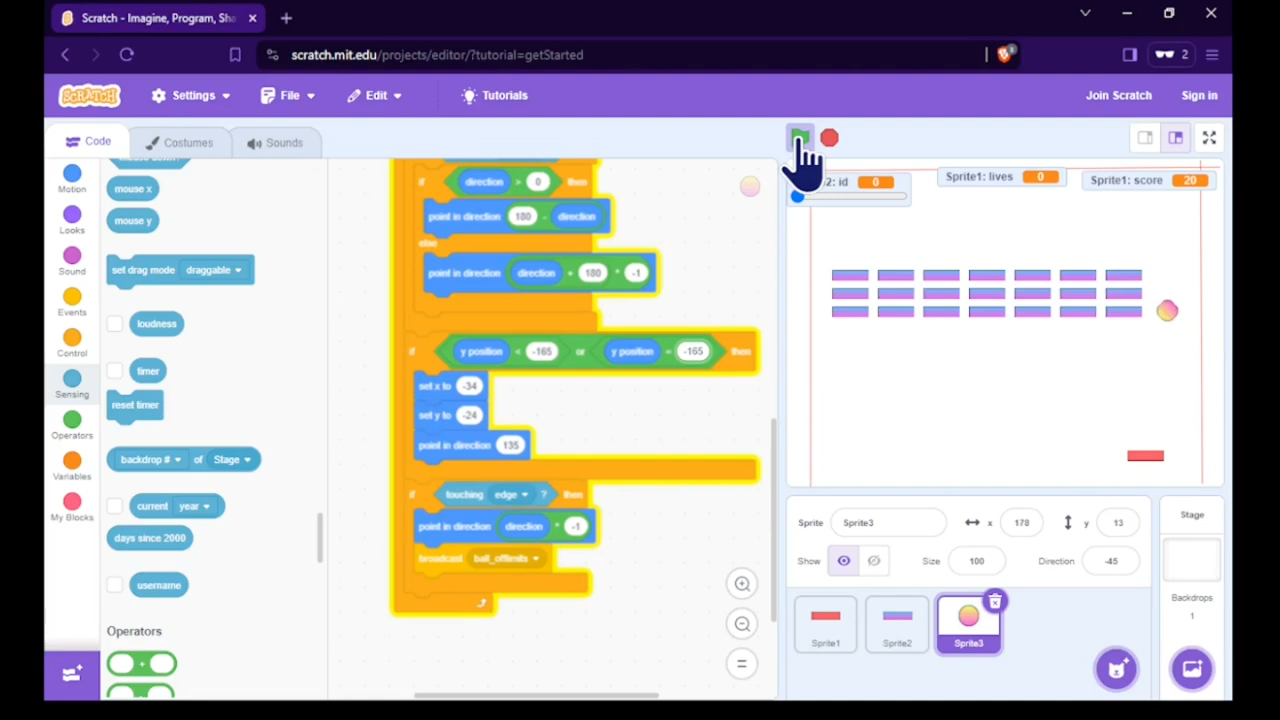 Scratch - Imagine, Program, Sh
scratch.mit.edu/projects/editor/?tutorial=getStarted
2
SCRATCH
Settings
File
Edit
Tutorials
Join Scratch
Sign in
Code
Costumes
Sounds
Motion
Looks
Sound
Events
Control
Sensing
Operators
Variables
My Blocks
mouse x
mouse y
set drag mode draggable
loudness
timer
reset timer
backdrop # of Stage
current year
days since 2000
username
Operators
+
if direction > 0 then
point in direction 180 - direction
else
point in direction direction + 180 * -1
if y position < -165 or y position = -165 then
set x to -34
set y to -24
point in direction 135
if touching edge ? then
point in direction direction * -1
broadcast ball_offlimits
2: id 0
Sprite1: lives 0
Sprite1: score 20
Sprite Sprite3 x 178 y 13
Show Size 100 Direction -45
Sprite1
Sprite2
Sprite3
Stage
Backdrops
1